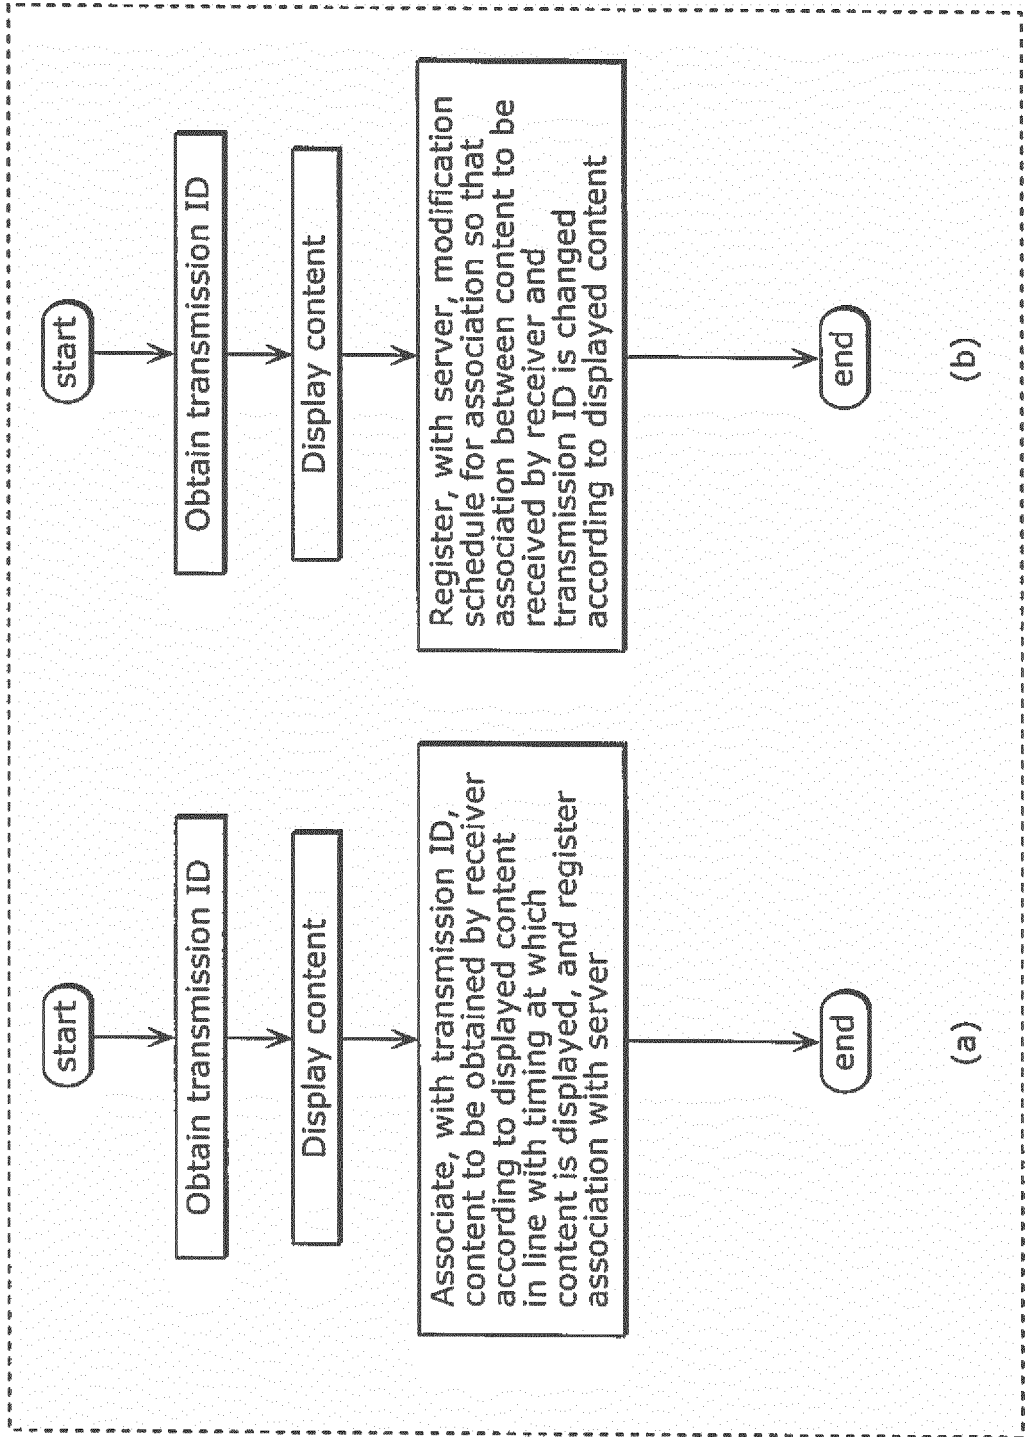 start
Obtain transmission ID
Display content
Associate, with transmission ID,
content to be obtained by receiver
according to displayed content
in line with timing at which
content is displayed, and register
association with server
end
(a)
start
Obtain transmission ID
Display content
Register, with server, modification
schedule for association so that
association between content to be
received by receiver and
transmission ID is changed
according to displayed content
end
(b)